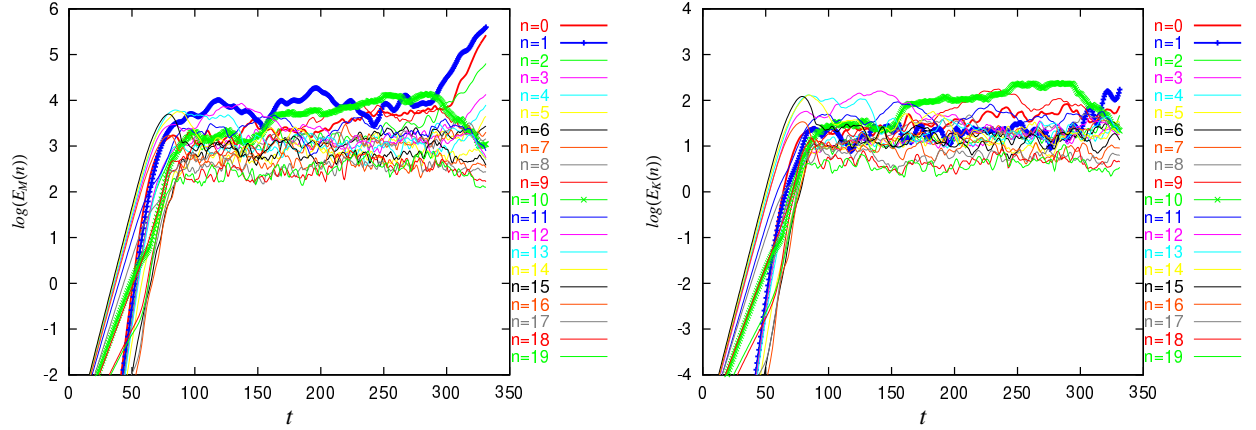 log(E_M(n))
6
5
4
3
2
1
0
-1
-2
0 50 100 150 200 250 300 350
t
n=0
n=1
n=2
n=3
n=4
n=5
n=6
n=7
n=8
n=9
n=10
n=11
n=12
n=13
n=14
n=15
n=16
n=17
n=18
n=19
log(E_K(n))
4
3
2
1
0
-1
-2
-3
-4
0 50 100 150 200 250 300 350
t
n=0
n=1
n=2
n=3
n=4
n=5
n=6
n=7
n=8
n=9
n=10
n=11
n=12
n=13
n=14
n=15
n=16
n=17
n=18
n=19